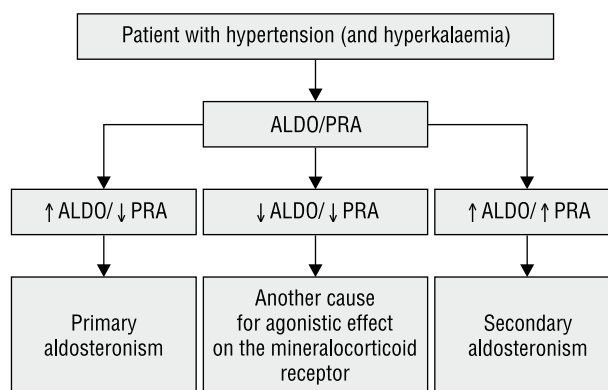 Patient with hypertension (and hyperkalaemia)
ALDO/PRA
↑ ALDO/ ↓ PRA
↓ ALDO/ ↓ PRA
↑ ALDO/ ↑ PRA
Primary
aldosteronism
Another cause
for agonistic effect
on the mineralocorticoid
receptor
Secondary
aldosteronism